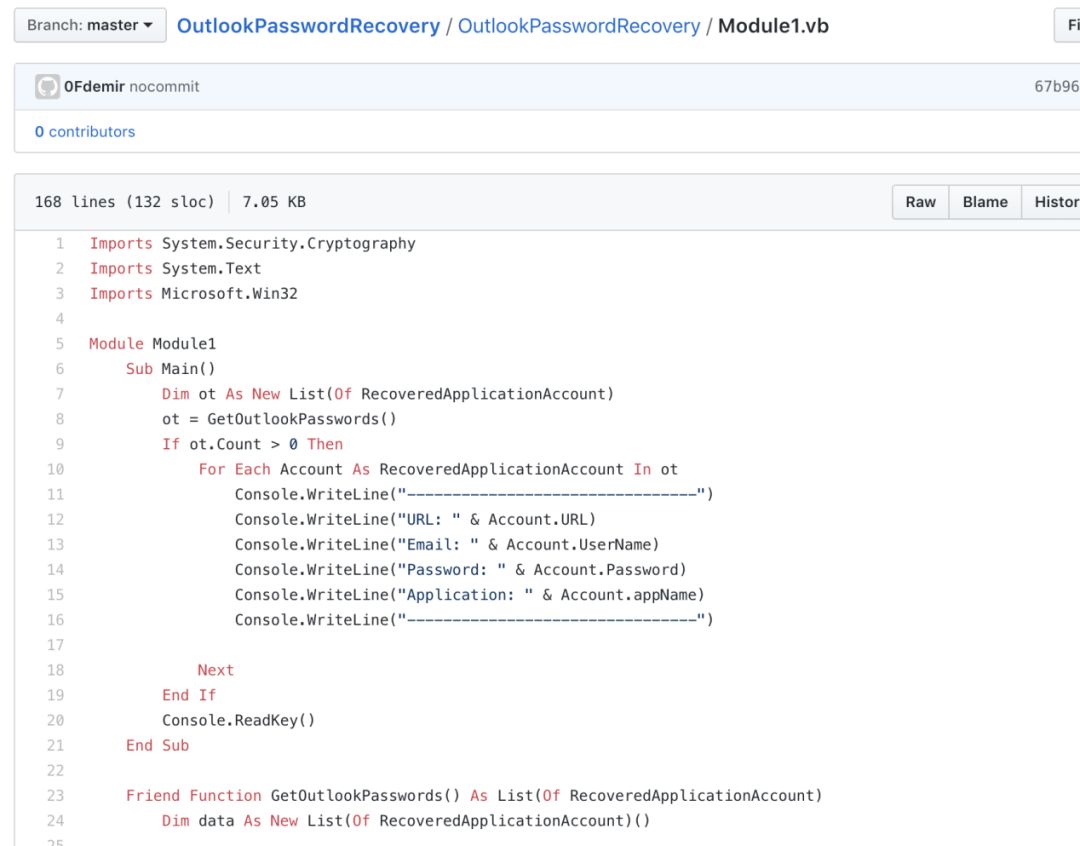 Branch: master OutlookPasswordRecovery / OutlookPasswordRecovery / Module1.vb Fi
0Fdemir nocommit 67b96
0 contributors
168 lines (132 sloc) 7.05 KB Raw Blame Histor
1 Imports System.Security.Cryptography
2 Imports System.Text
3 Imports Microsoft.Win32
4
5 Module Module1
6 Sub Main()
7 Dim ot As New List(Of RecoveredApplicationAccount)
8 ot = GetOutlookPasswords()
9 If ot.Count > 0 Then
10 For Each Account As RecoveredApplicationAccount In ot
11 Console.WriteLine("--------------------------------")
12 Console.WriteLine("URL: " & Account.URL)
13 Console.WriteLine("Email: " & Account.UserName)
14 Console.WriteLine("Password: " & Account.Password)
15 Console.WriteLine("Application: " & Account.appName)
16 Console.WriteLine("--------------------------------")
17
18 Next
19 End If
20 Console.ReadKey()
21 End Sub
22
23 Friend Function GetOutlookPasswords() As List(Of RecoveredApplicationAccount)
24 Dim data As New List(Of RecoveredApplicationAccount)()
25